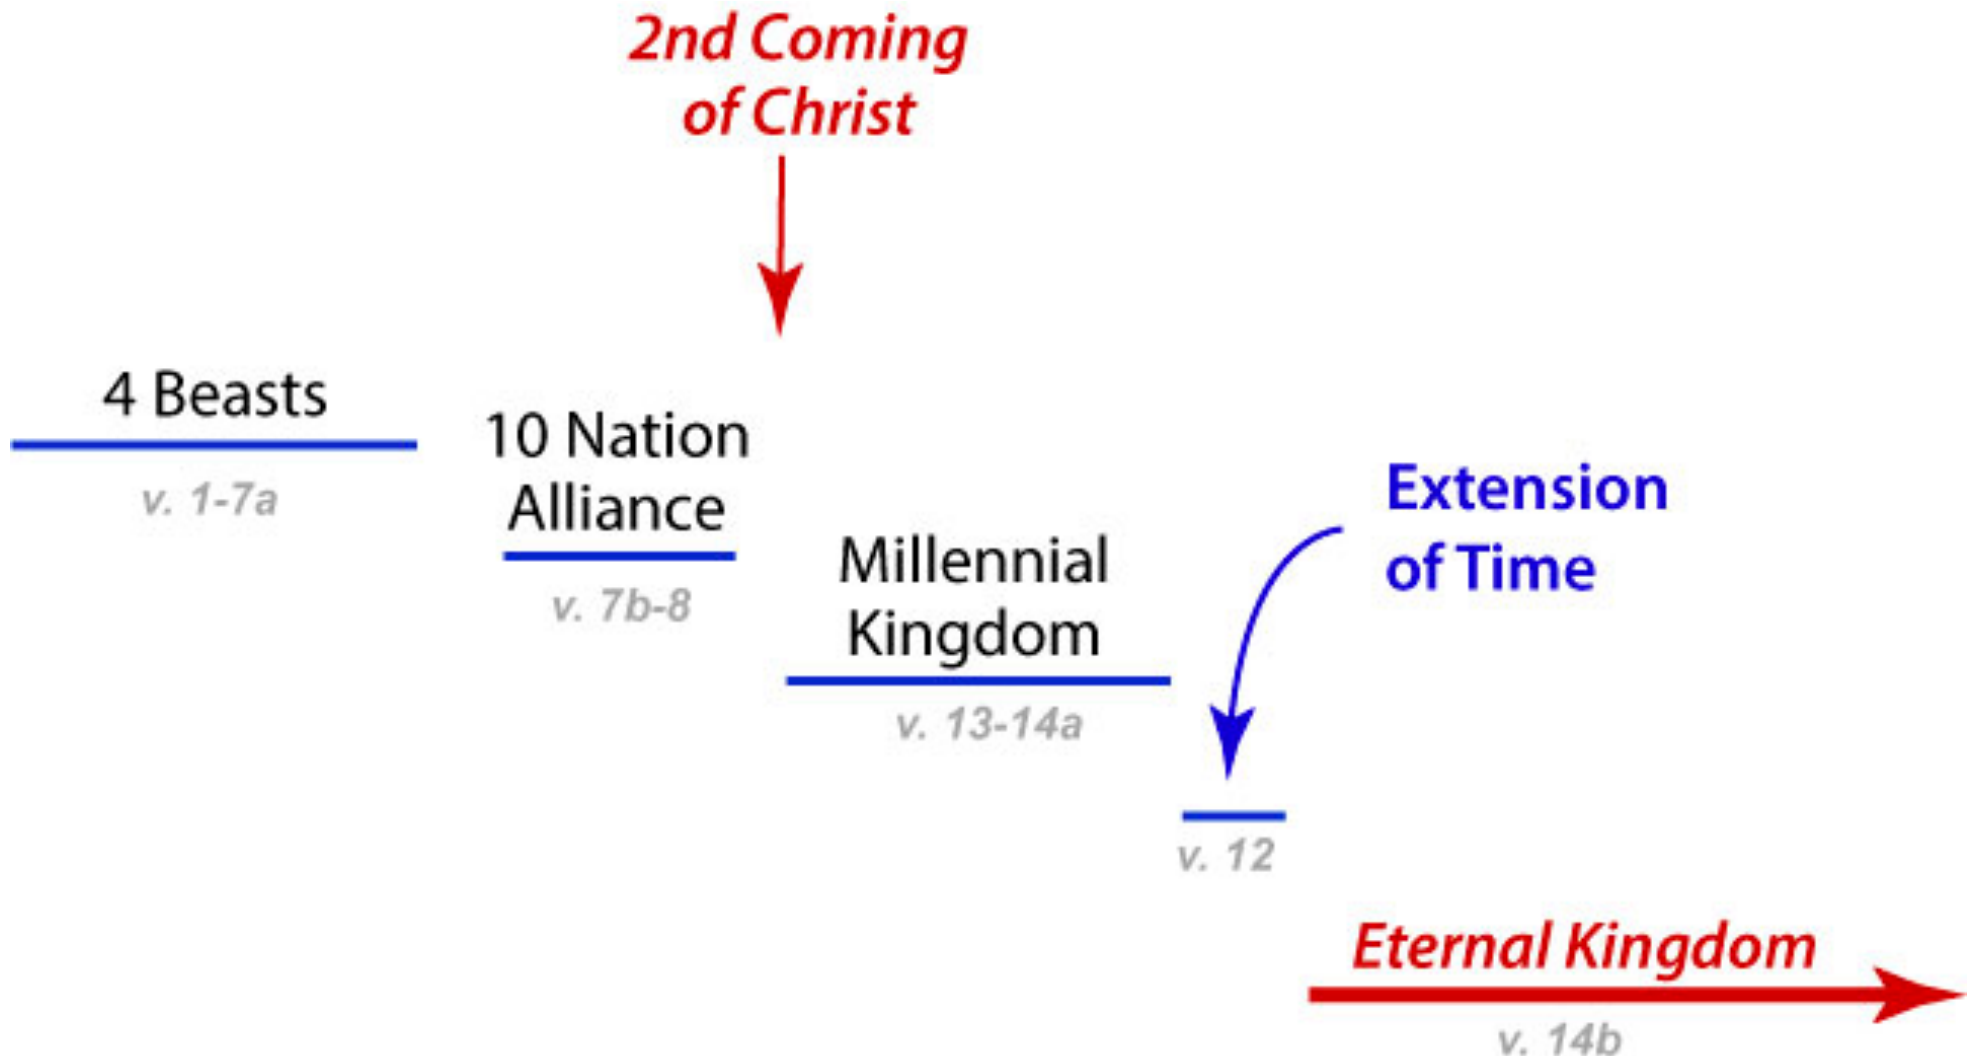 2nd Coming
of Christ
4 Beasts
v. 1-7a
10 Nation
Alliance
v. 7b-8
Millennial
Kingdom
v. 13-14a
Extension
of Time
v. 12
Eternal Kingdom
v. 14b